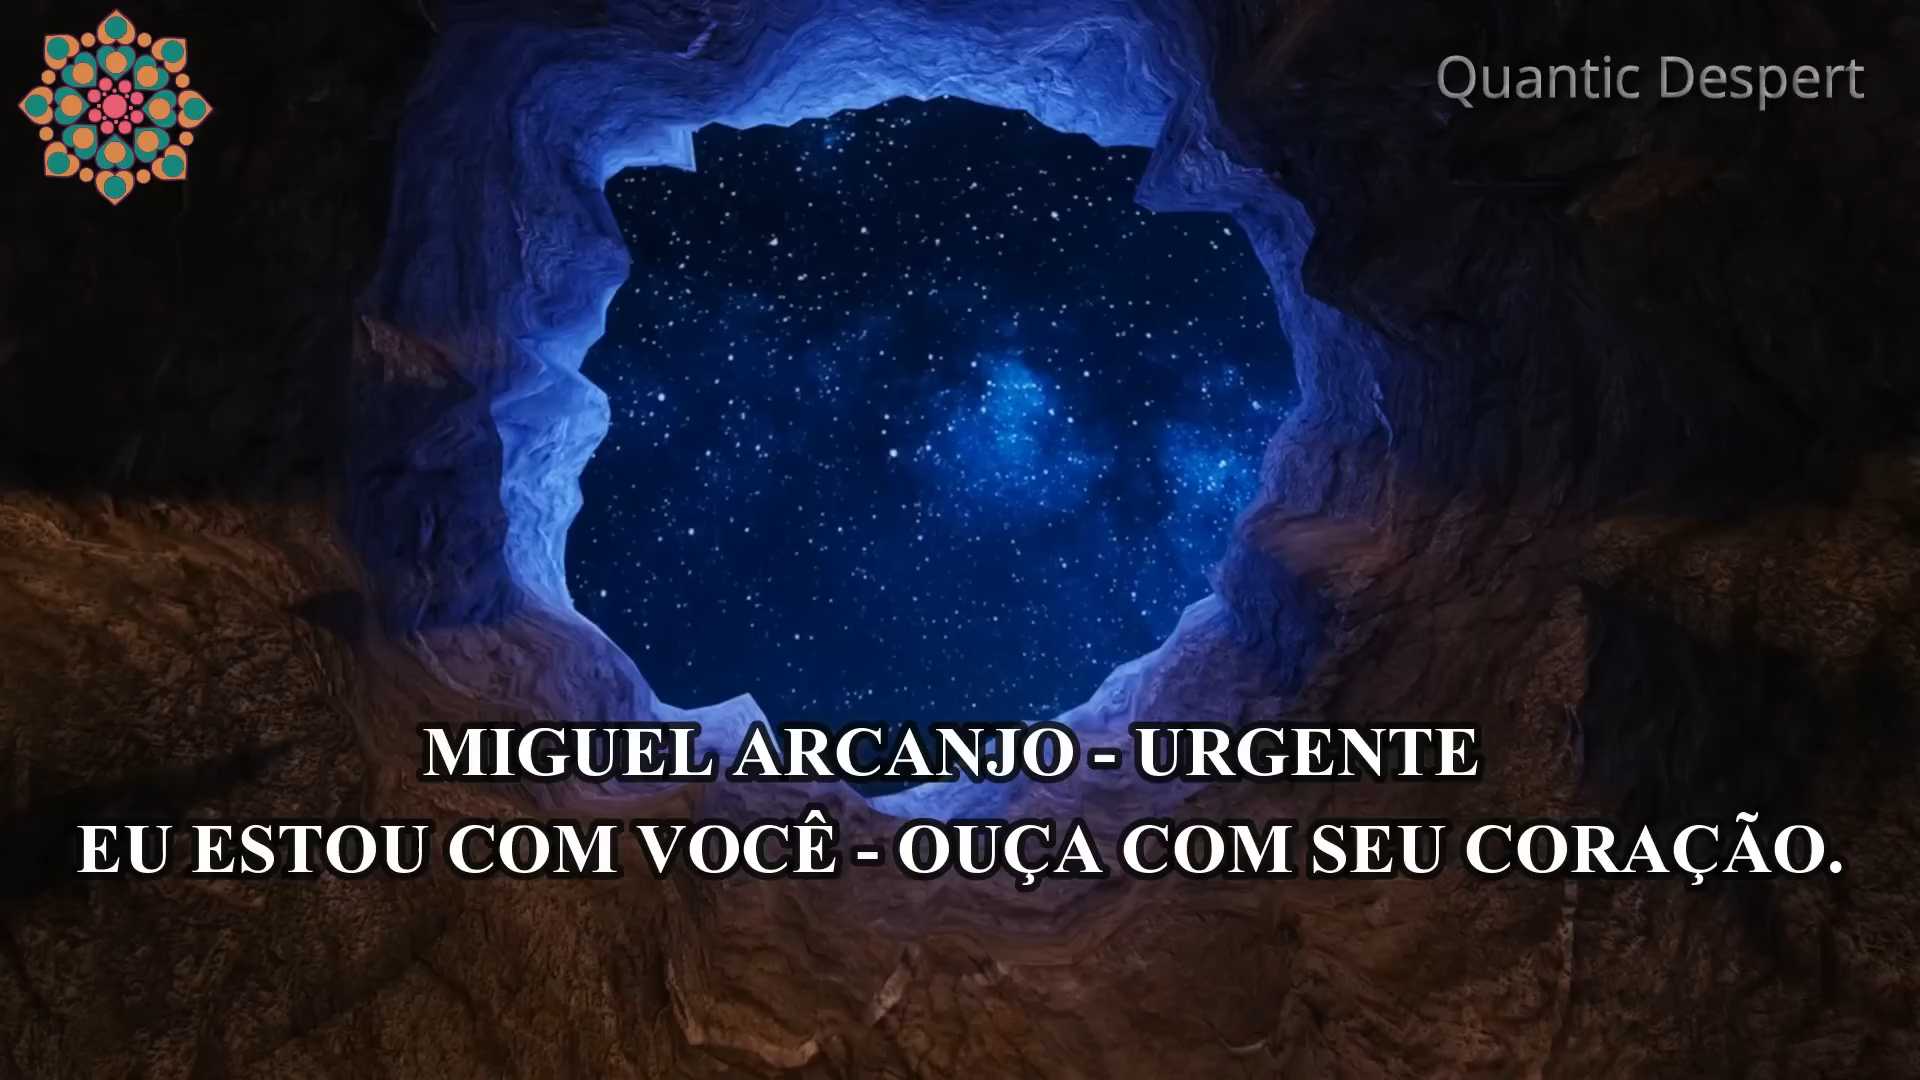 Quantic Despert
MIGUEL ARCANJO - URGENTE
EU ESTOU COM VOCÊ - OUÇA COM SEU CORAÇÃO.